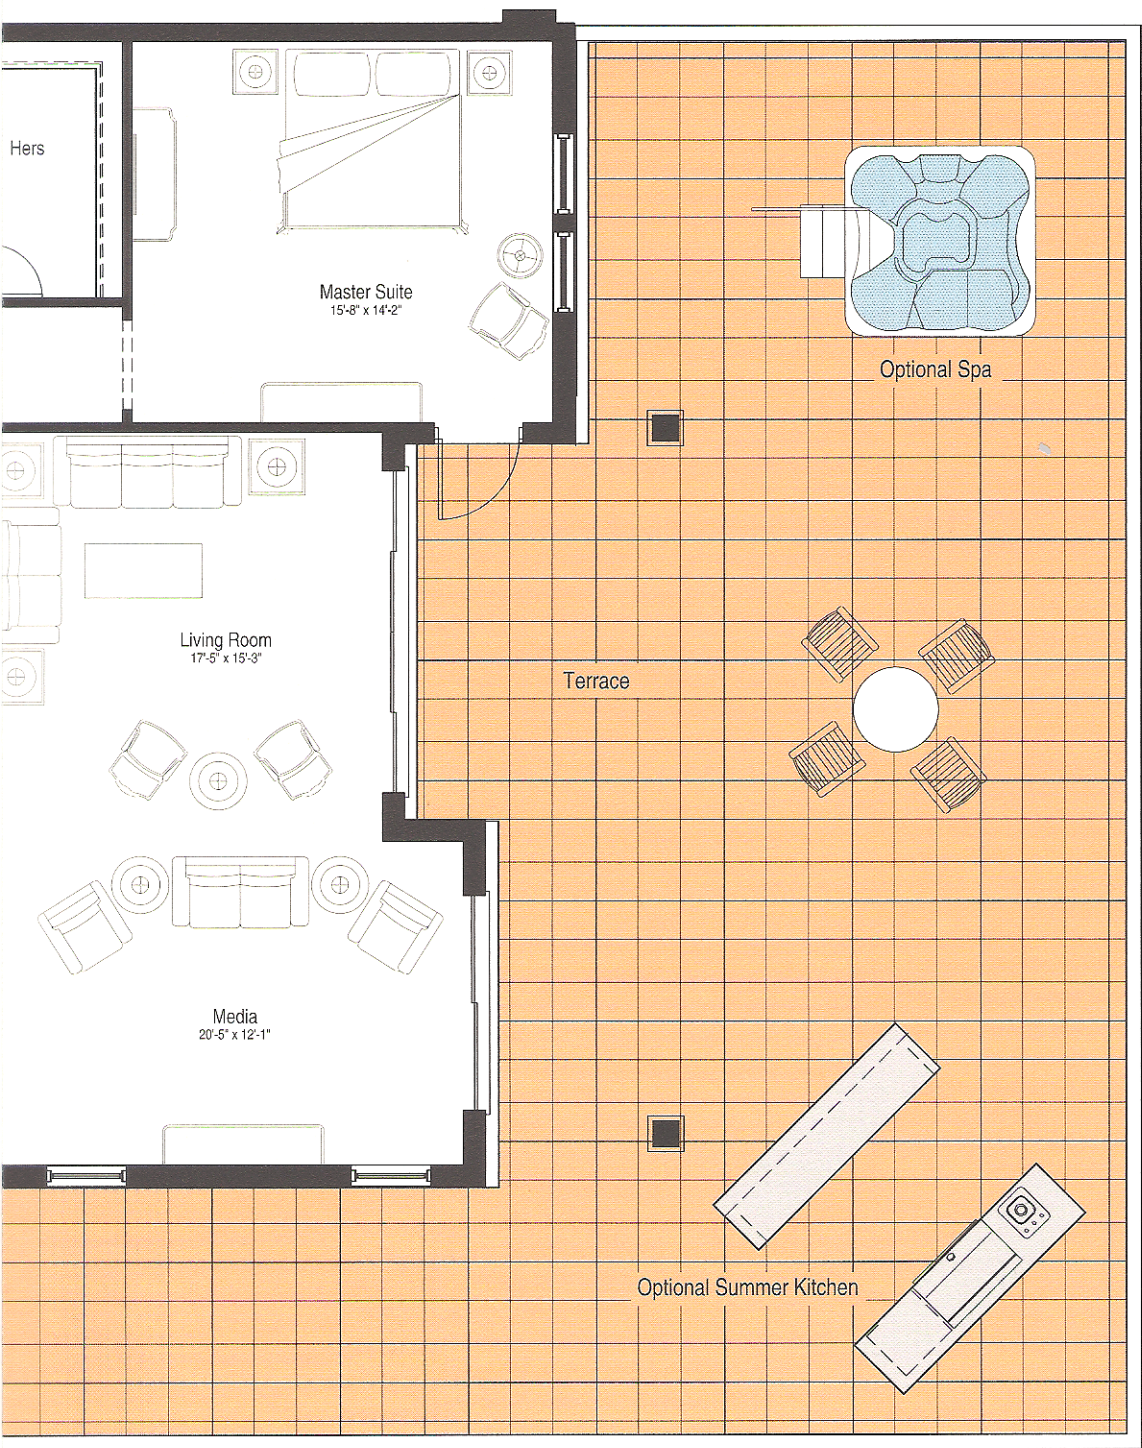 Hers
Master Suite
15'-8" x 14'-2"
Optional Spa
Living Room
17'-5" x 15'-3"
Terrace
Media
20'-5" x 12'-1"
Optional Summer Kitchen